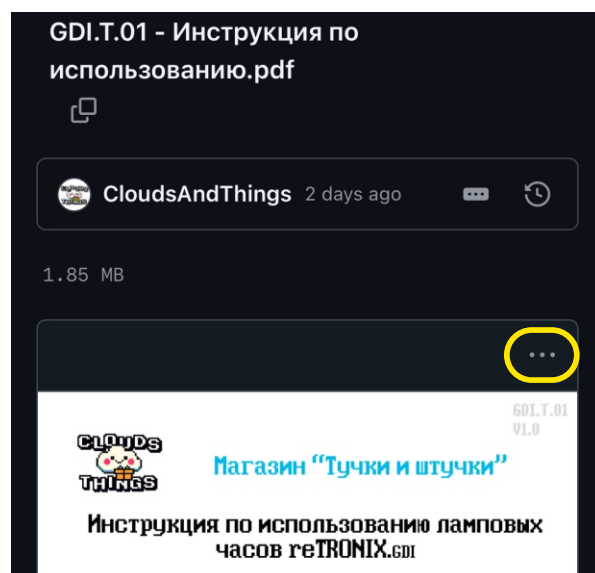 GDI.T.01 - Инструкция по
использованию.pdf
CloudsAndThings 2 days ago
1.85 MB
GDI.T.01
V1.0
CLOUDS
THINGS
Магазин “Тучки и штучки”
Инструкция по использованию ламповых
часов reTRONIX.GDI